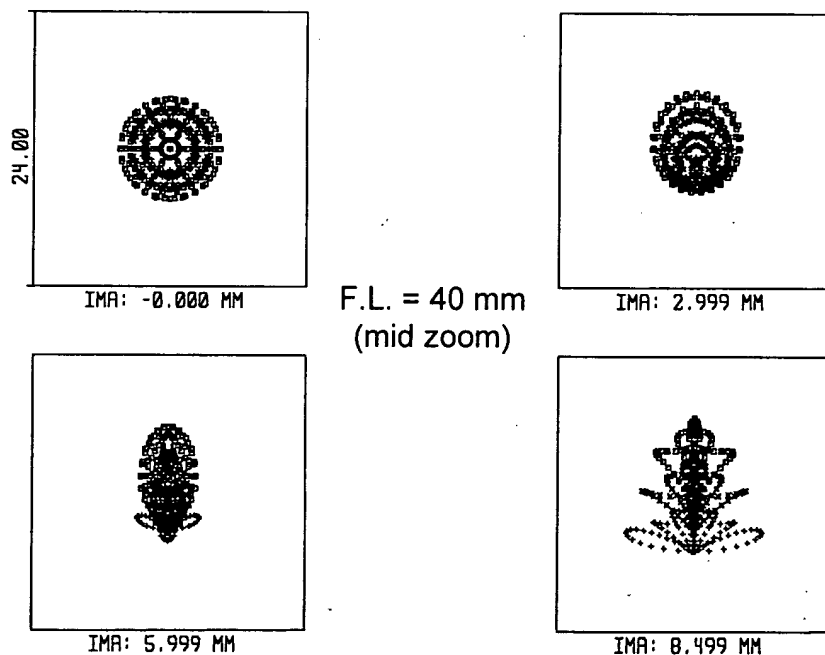 24.00
IMA: -0.000 MM
IMA: 2.999 MM
F.L. = 40 mm
(mid zoom)
IMA: 5.999 MM
IMA: 8.499 MM